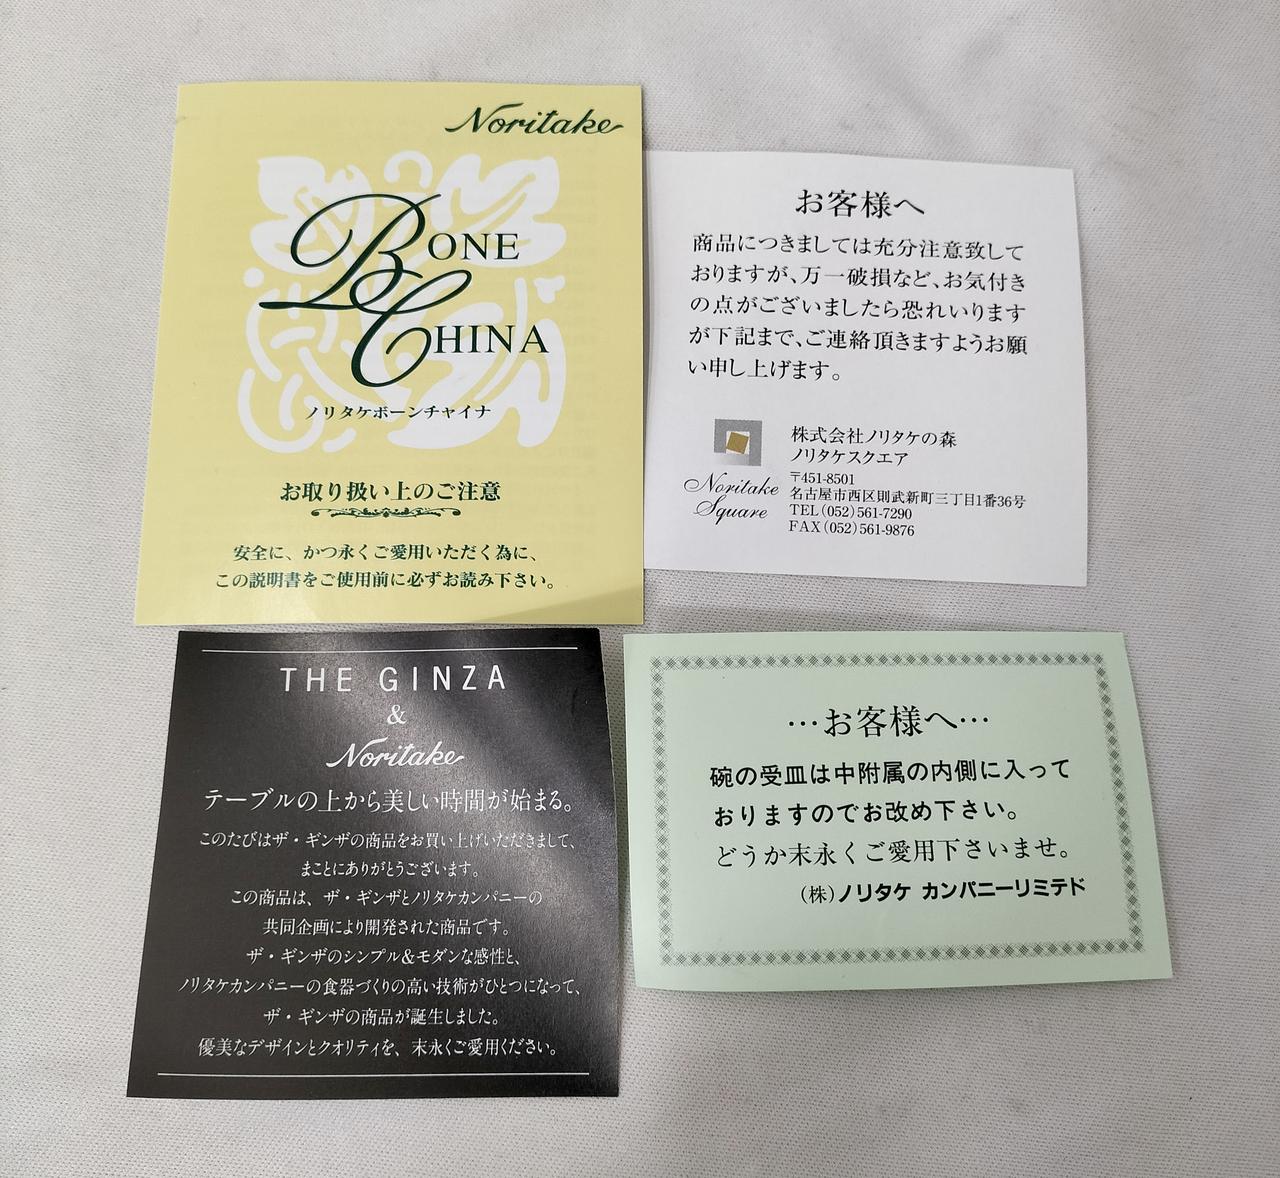 Noritake
BONE
CHINA
ノリタケボーンチャイナ
お取り扱い上のご注意
安全に、かつ永くご愛用いただく為に、
この説明書をご使用前に必ずお読み下さい。
お客様へ
商品につきましては充分注意致して
おりますが、万一破損など、お気付き
の点がございましたら恐れいります
が下記まで、ご連絡頂きますようお願
い申し上げます。
Noritake
Square
株式会社ノリタケの森
ノリタケスクエア
〒451-8501
名古屋市西区則武新町三丁目1番36号
TEL(052)561-7290
FAX(052)561-9876
THE GINZA
&
Noritake
テーブルの上から美しい時間が始まる。
このたびはザ・ギンザの商品をお買い上げいただきまして、
まことにありがとうございます。
この商品は、ザ・ギンザとノリタケカンパニーの
共同企画により開発された商品です。
ザ・ギンザのシンプル&モダンな感性と、
ノリタケカンパニーの食器づくりの高い技術がひとつになって、
ザ・ギンザの商品が誕生しました。
優美なデザインとクオリティを、末永くご愛用ください。
…お客様へ…
碗の受皿は中附属の内側に入って
おりますのでお改め下さい。
どうか末永くご愛用下さいませ。
(株)ノリタケ カンパニーリミテド